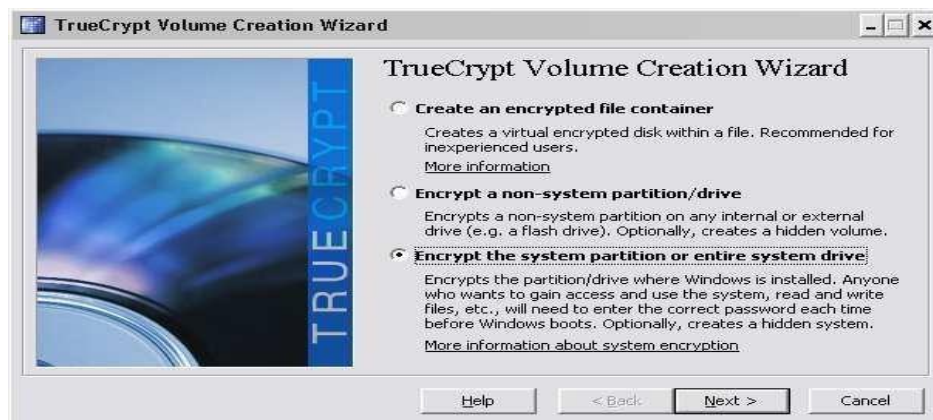 TrueCrypt Volume Creation Wizard
TRUECRYPT
TrueCrypt Volume Creation Wizard
Create an encrypted file container
Creates a virtual encrypted disk within a file. Recommended for
inexperienced users.
More information
Encrypt a non-system partition/drive
Encrypts a non-system partition on any internal or external
drive (e.g. a flash drive). Optionally, creates a hidden volume.
Encrypt the system partition or entire system drive
Encrypts the partition/drive where Windows is installed. Anyone
who wants to gain access and use the system, read and write
files, etc., will need to enter the correct password each time
before Windows boots. Optionally, creates a hidden system.
More information about system encryption
Help
< Back
Next >
Cancel